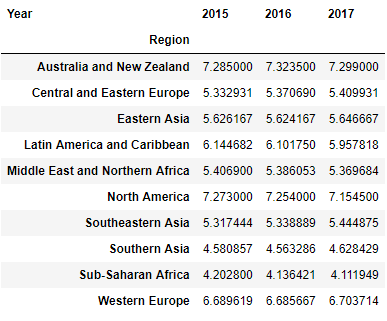 Year 2015 2016 2017
Region
Australia and New Zealand 7.285000 7.323500 7.299000
Central and Eastern Europe 5.332931 5.370690 5.409931
Eastern Asia 5.626167 5.624167 5.646667
Latin America and Caribbean 6.144682 6.101750 5.957818
Middle East and Northern Africa 5.406900 5.386053 5.369684
North America 7.273000 7.254000 7.154500
Southeastern Asia 5.317444 5.338889 5.444875
Southern Asia 4.580857 4.563286 4.628429
Sub-Saharan Africa 4.202800 4.136421 4.111949
Western Europe 6.689619 6.685667 6.703714